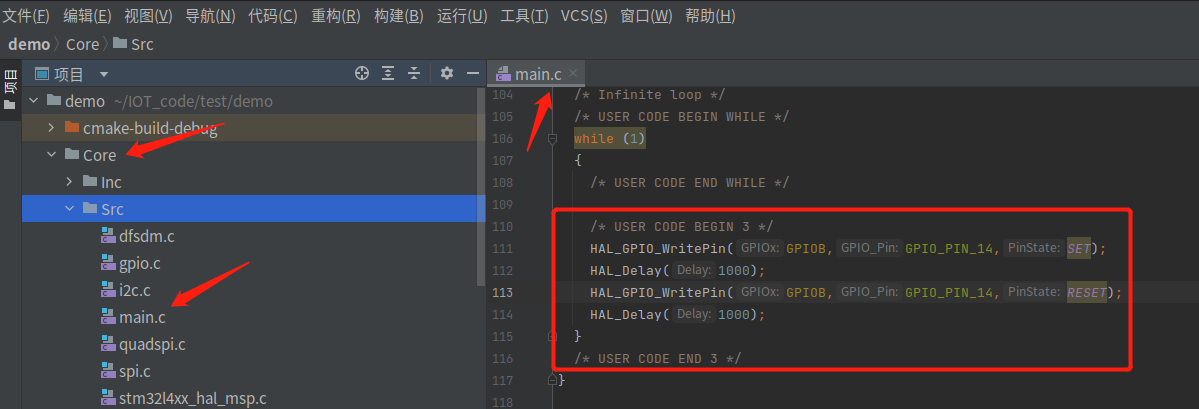 文件(F) 编辑(E) 视图(V) 导航(N) 代码(C) 重构(R) 构建(B) 运行(U) 工具(T) VCS(S) 窗口(W) 帮助(H)
demo Core Src
项目
项目
demo ~/IOT_code/test/demo
cmake-build-debug
Core
Inc
Src
dfsdm.c
gpio.c
i2c.c
main.c
quadspi.c
spi.c
stm32l4xx_hal_msp.c
main.c
104 /* Infinite loop */
105 /* USER CODE BEGIN WHILE */
106 while (1)
107 {
108 /* USER CODE END WHILE */
109
110 /* USER CODE BEGIN 3 */
111 HAL_GPIO_WritePin( GPIOx: GPIOB, GPIO_Pin: GPIO_PIN_14, PinState: SET);
112 HAL_Delay( Delay: 1000);
113 HAL_GPIO_WritePin( GPIOx: GPIOB, GPIO_Pin: GPIO_PIN_14, PinState: RESET);
114 HAL_Delay( Delay: 1000);
115 }
116 /* USER CODE END 3 */
117 }
118